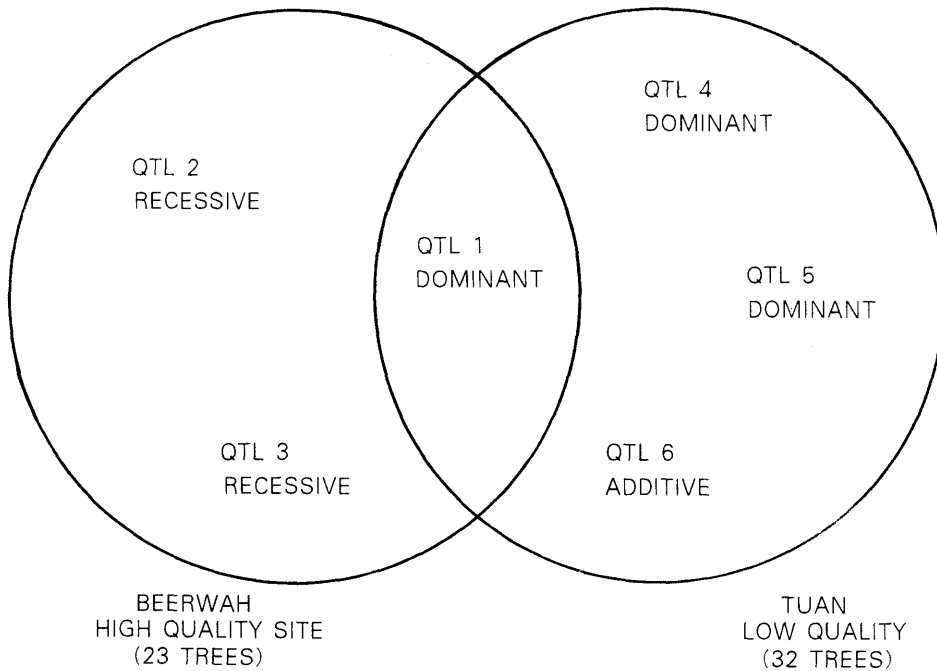 QTL 4
DOMINANT
QTL 2
RECESSIVE
QTL 1
DOMINANT
QTL 5
DOMINANT
QTL 3
RECESSIVE
QTL 6
ADDITIVE
BEERWAH
HIGH QUALITY SITE
(23 TREES)
TUAN
LOW QUALITY
(32 TREES)